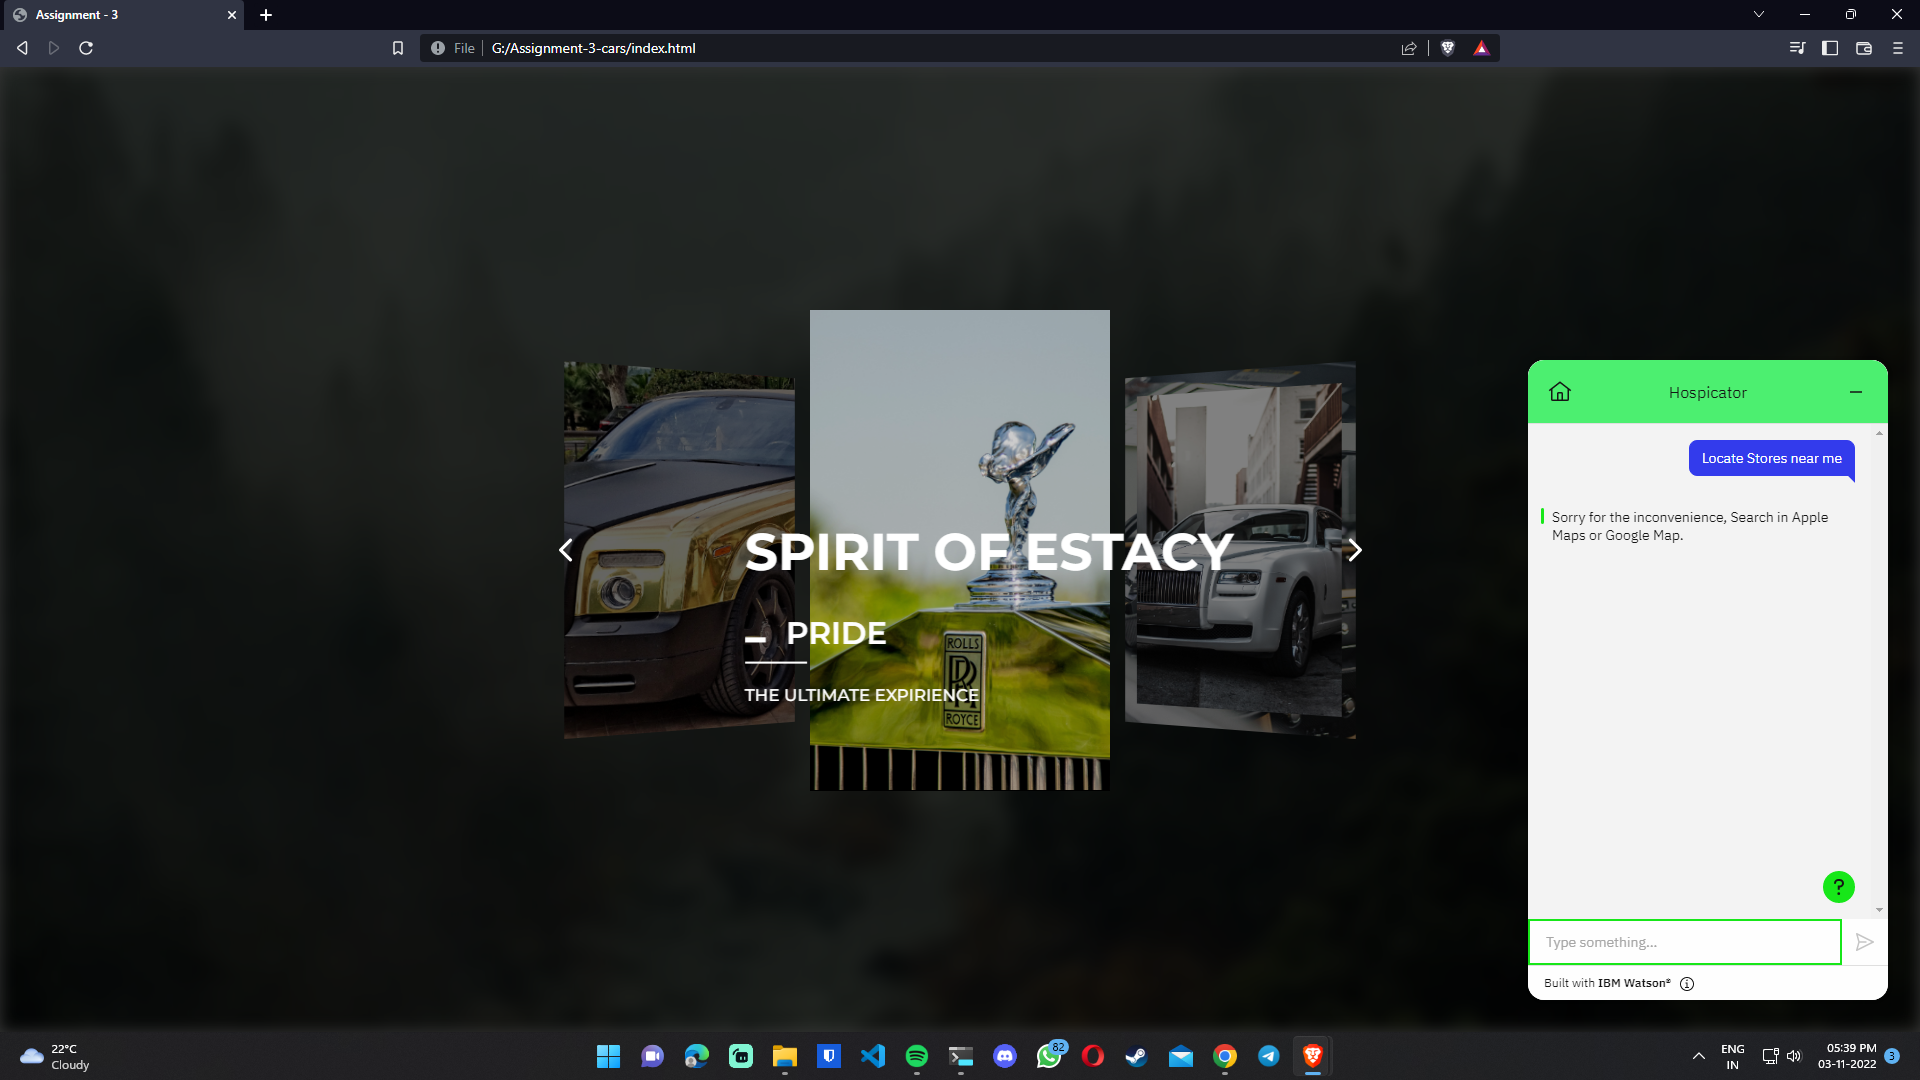 Assignment - 3
File
G:/Assignment-3-cars/index.html
SPIRIT OF ESTACY
PRIDE
THE ULTIMATE EXPIRIENCE
ROLLS
RR
ROYCE
Hospicator
Locate Stores near me
Sorry for the inconvenience, Search in Apple
Maps or Google Map.
?
Type something...
Built with IBM Watson®
22°C
Cloudy
82
ENG
IN
05:39 PM
03-11-2022
3